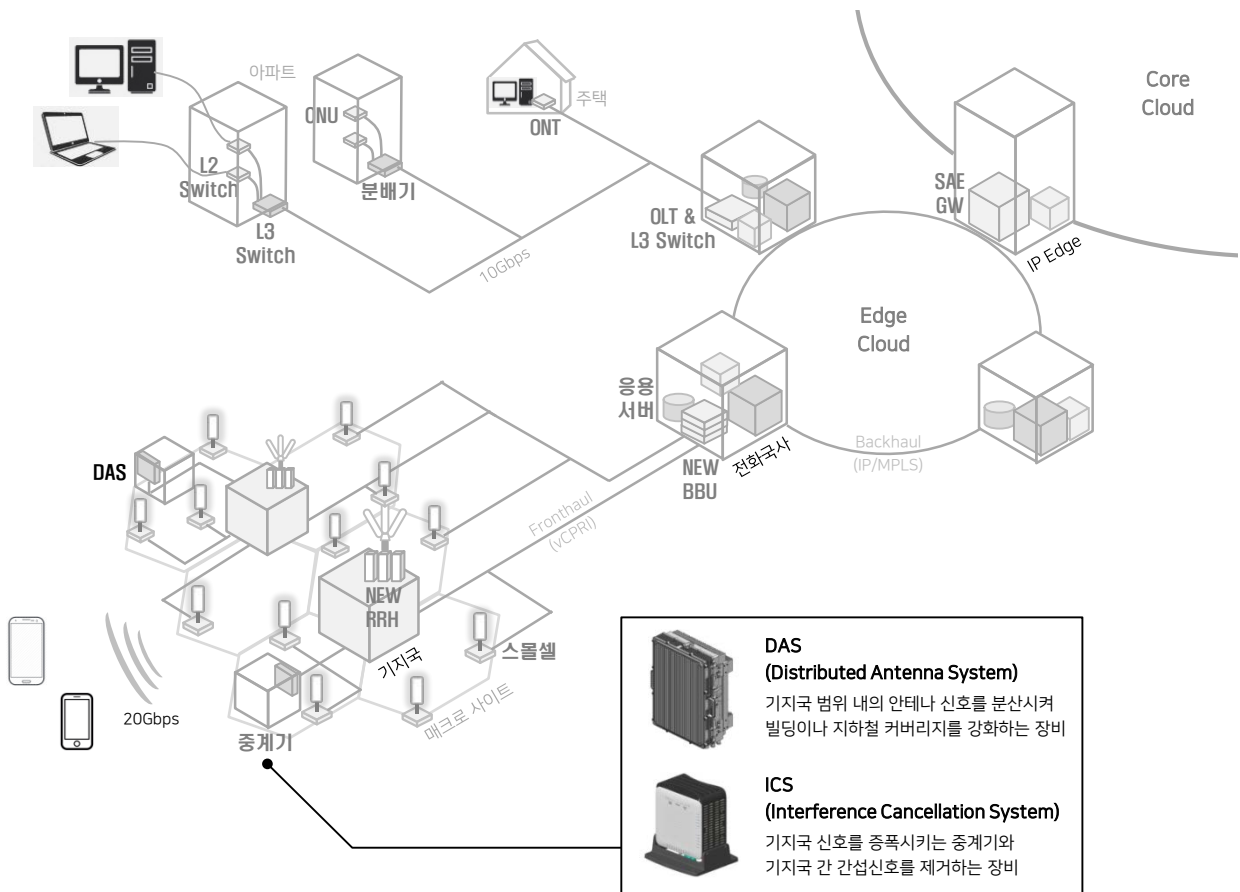 아파트
주택
ONU
ONT
L2
Switch
분배기
L3
Switch
10Gbps
OLT &
L3 Switch
SAE
GW
IP Edge
Core
Cloud
Edge
Cloud
응용
서버
NEW
BBU
전화국사
Backhaul
(IP/MPLS)
Fronthaul
(vCPRI)
DAS
NEW
RRH
기지국
스몰셀
매크로 사이트
중계기
20Gbps
DAS
(Distributed Antenna System)
기지국 범위 내의 안테나 신호를 분산시켜
빌딩이나 지하철 커버리지를 강화하는 장비
ICS
(Interference Cancellation System)
기지국 신호를 증폭시키는 중계기와
기지국 간 간섭신호를 제거하는 장비